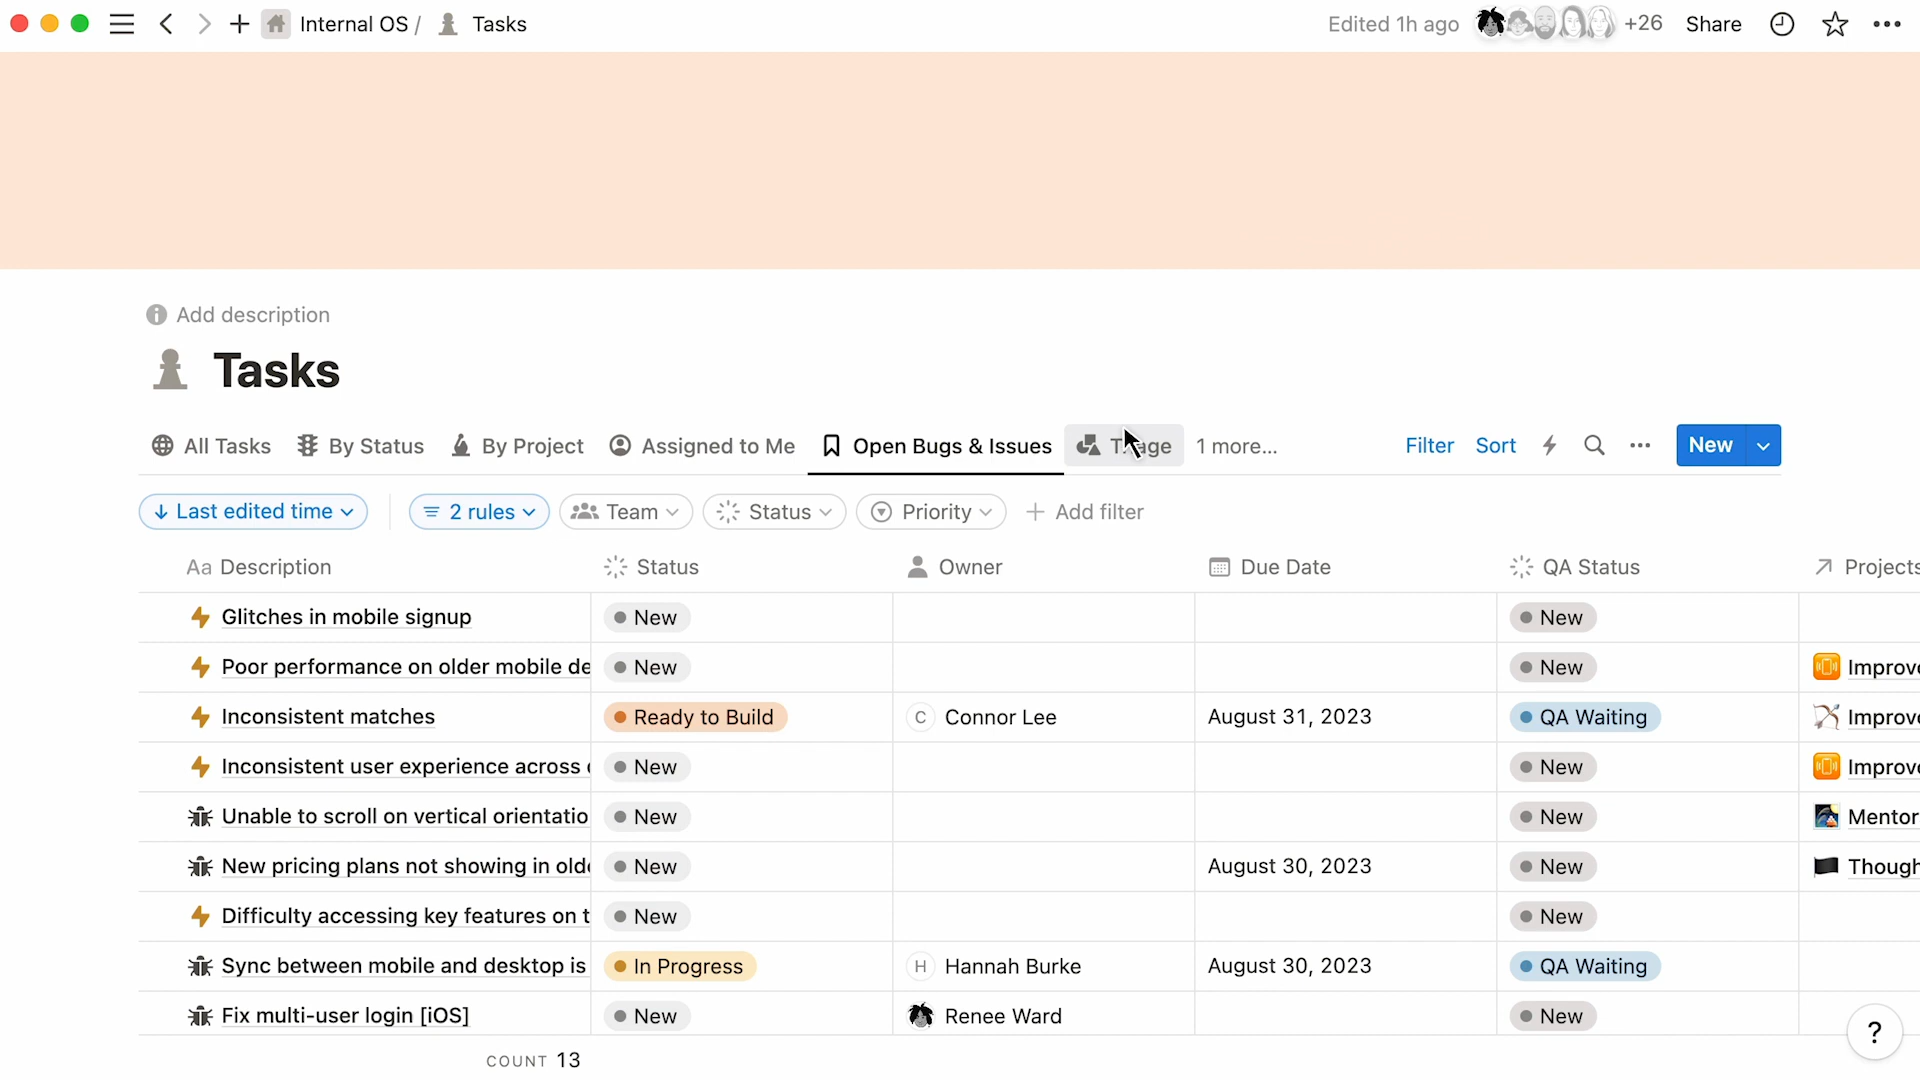 Internal OS / Tasks
Edited 1h ago +26 Share
Add description
Tasks
All Tasks By Status By Project Assigned to Me Open Bugs & Issues 1 more... Filter Sort New
Last edited time 2 rules Team Status Priority Add filter
Aa Description Status Owner Due Date QA Status Projects
Glitches in mobile signup New New
Poor performance on older mobile de New New Improve
Inconsistent matches Ready to Build C Connor Lee August 31, 2023 QA Waiting Improve
Inconsistent user experience across New New Improve
Unable to scroll on vertical orientatio New New Mentor
New pricing plans not showing in olde New August 30, 2023 New Though
Difficulty accessing key features on t New New
Sync between mobile and desktop is In Progress H Hannah Burke August 30, 2023 QA Waiting
Fix multi-user login [iOS] New Renee Ward New
?
COUNT 13